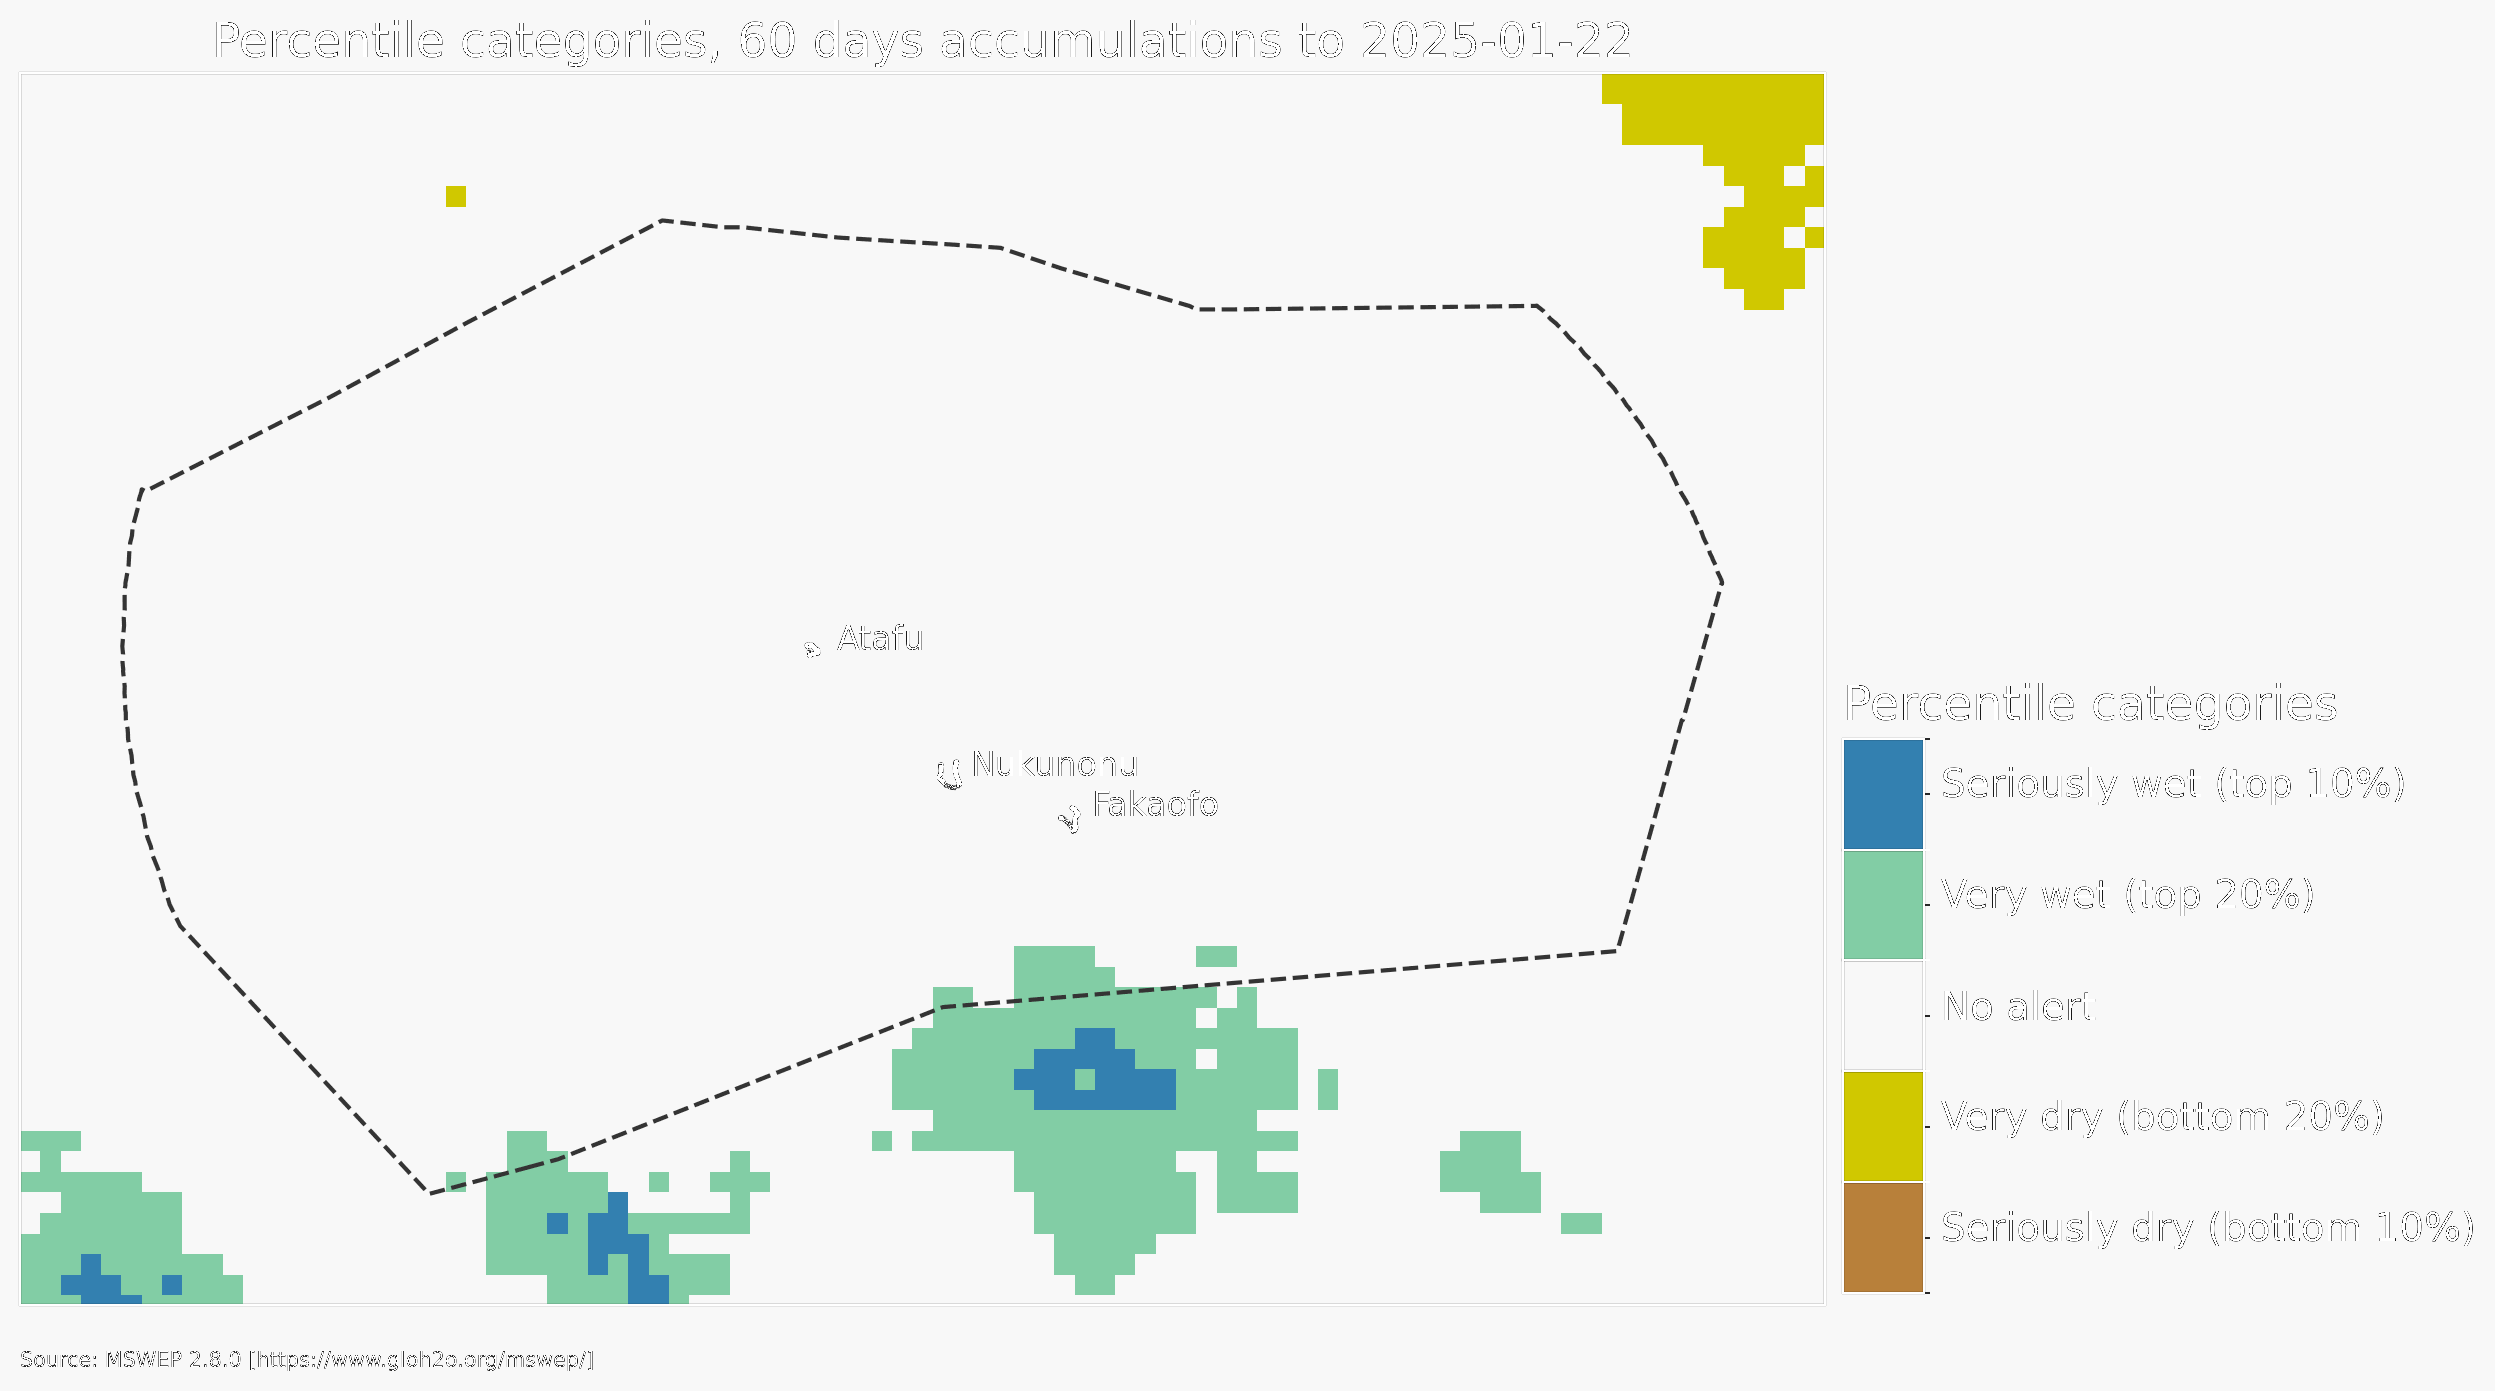 Percentile categories, 60 days accumulations to 2025-01-22
Atafu
Nukunonu
Fakaofo
Percentile categories
Seriously wet (top 10%)
Very wet (top 20%)
No alert
Very dry (bottom 20%)
Seriously dry (bottom 10%)
Source: MSWEP 2.8.0 [https://www.gloh2o.org/mswep/]